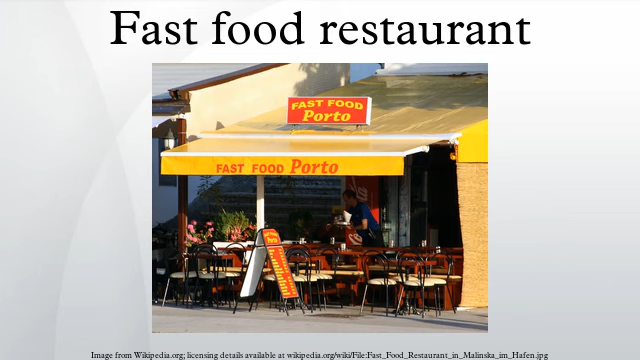 Fast food restaurant
FAST FOOD
Porto
FAST FOOD Porto
Porto
Image from Wikipedia.org; licensing details available at wikipedia.org/wiki/File:Fast_Food_Restaurant_in_Malinska_im_Hafen.jpg